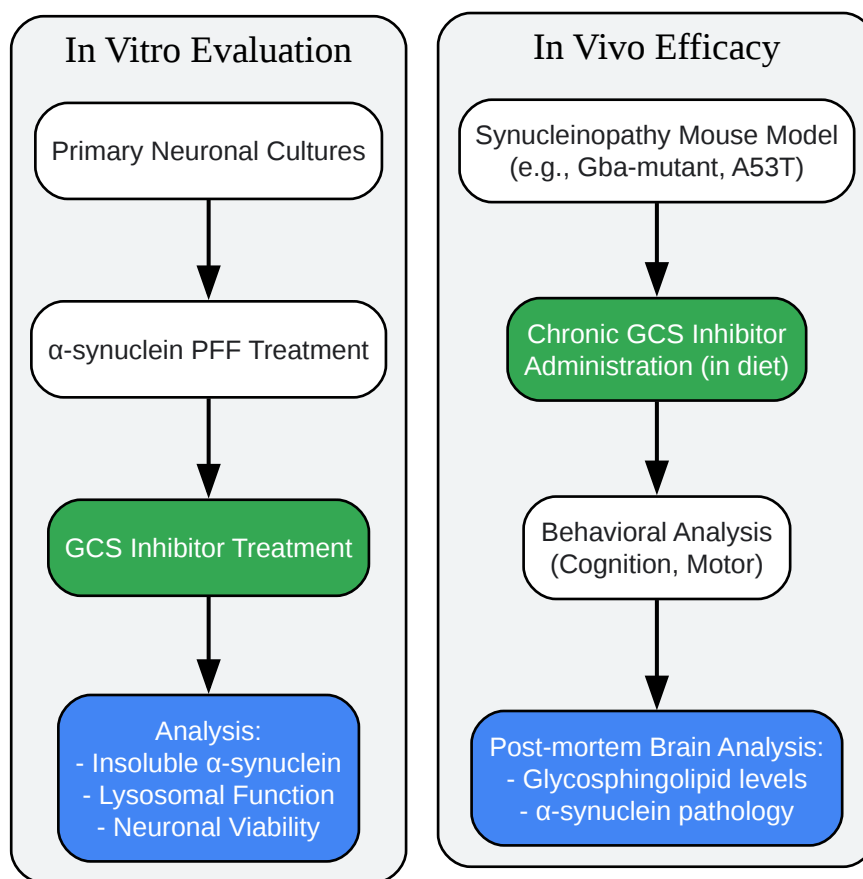 In Vitro Evaluation
Primary Neuronal Cultures
α-synuclein PFF Treatment
GCS Inhibitor Treatment
Analysis:
- Insoluble α-synuclein
- Lysosomal Function
- Neuronal Viability
In Vivo Efficacy
Synucleinopathy Mouse Model
(e.g., Gba-mutant, A53T)
Chronic GCS Inhibitor
Administration (in diet)
Behavioral Analysis
(Cognition, Motor)
Post-mortem Brain Analysis:
- Glycosphingolipid levels
- α-synuclein pathology